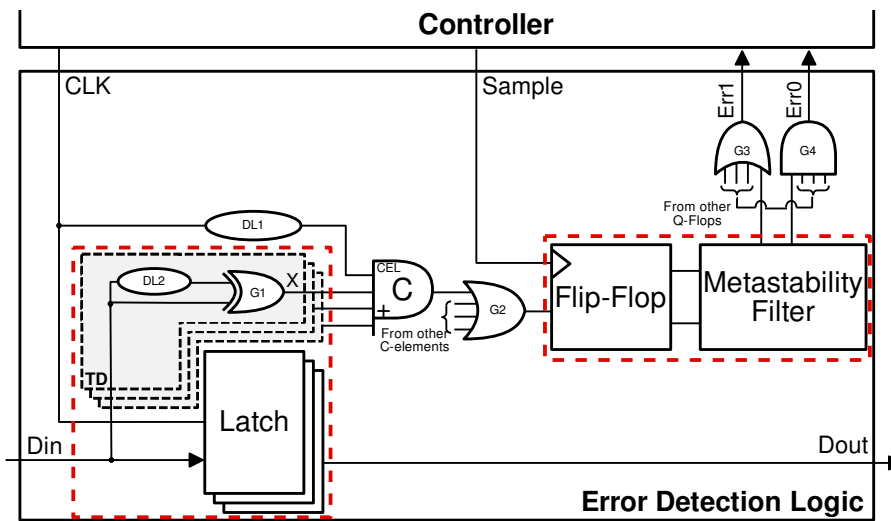 Controller
CLK
Sample
Err1
Err0
G3
G4
From other
Q-Flops
DL1
DL2
G1
X
CEL
C
+
G2
From other
C-elements
Flip-Flop
Metastability
Filter
TD
Latch
Din
Dout
Error Detection Logic